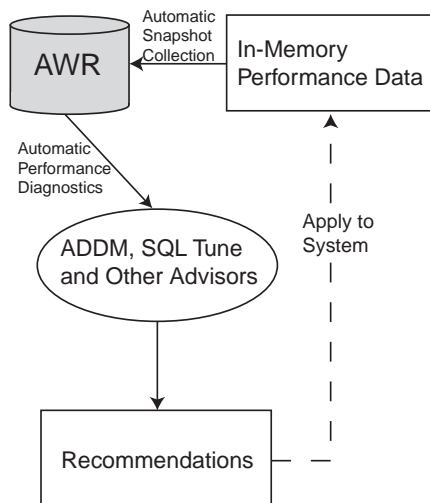 Automatic
Snapshot
Collection
AWR
In-Memory
Performance Data
Automatic
Performance
Diagnostics
ADDM, SQL Tune
and Other Advisors
Apply to
System
Recommendations